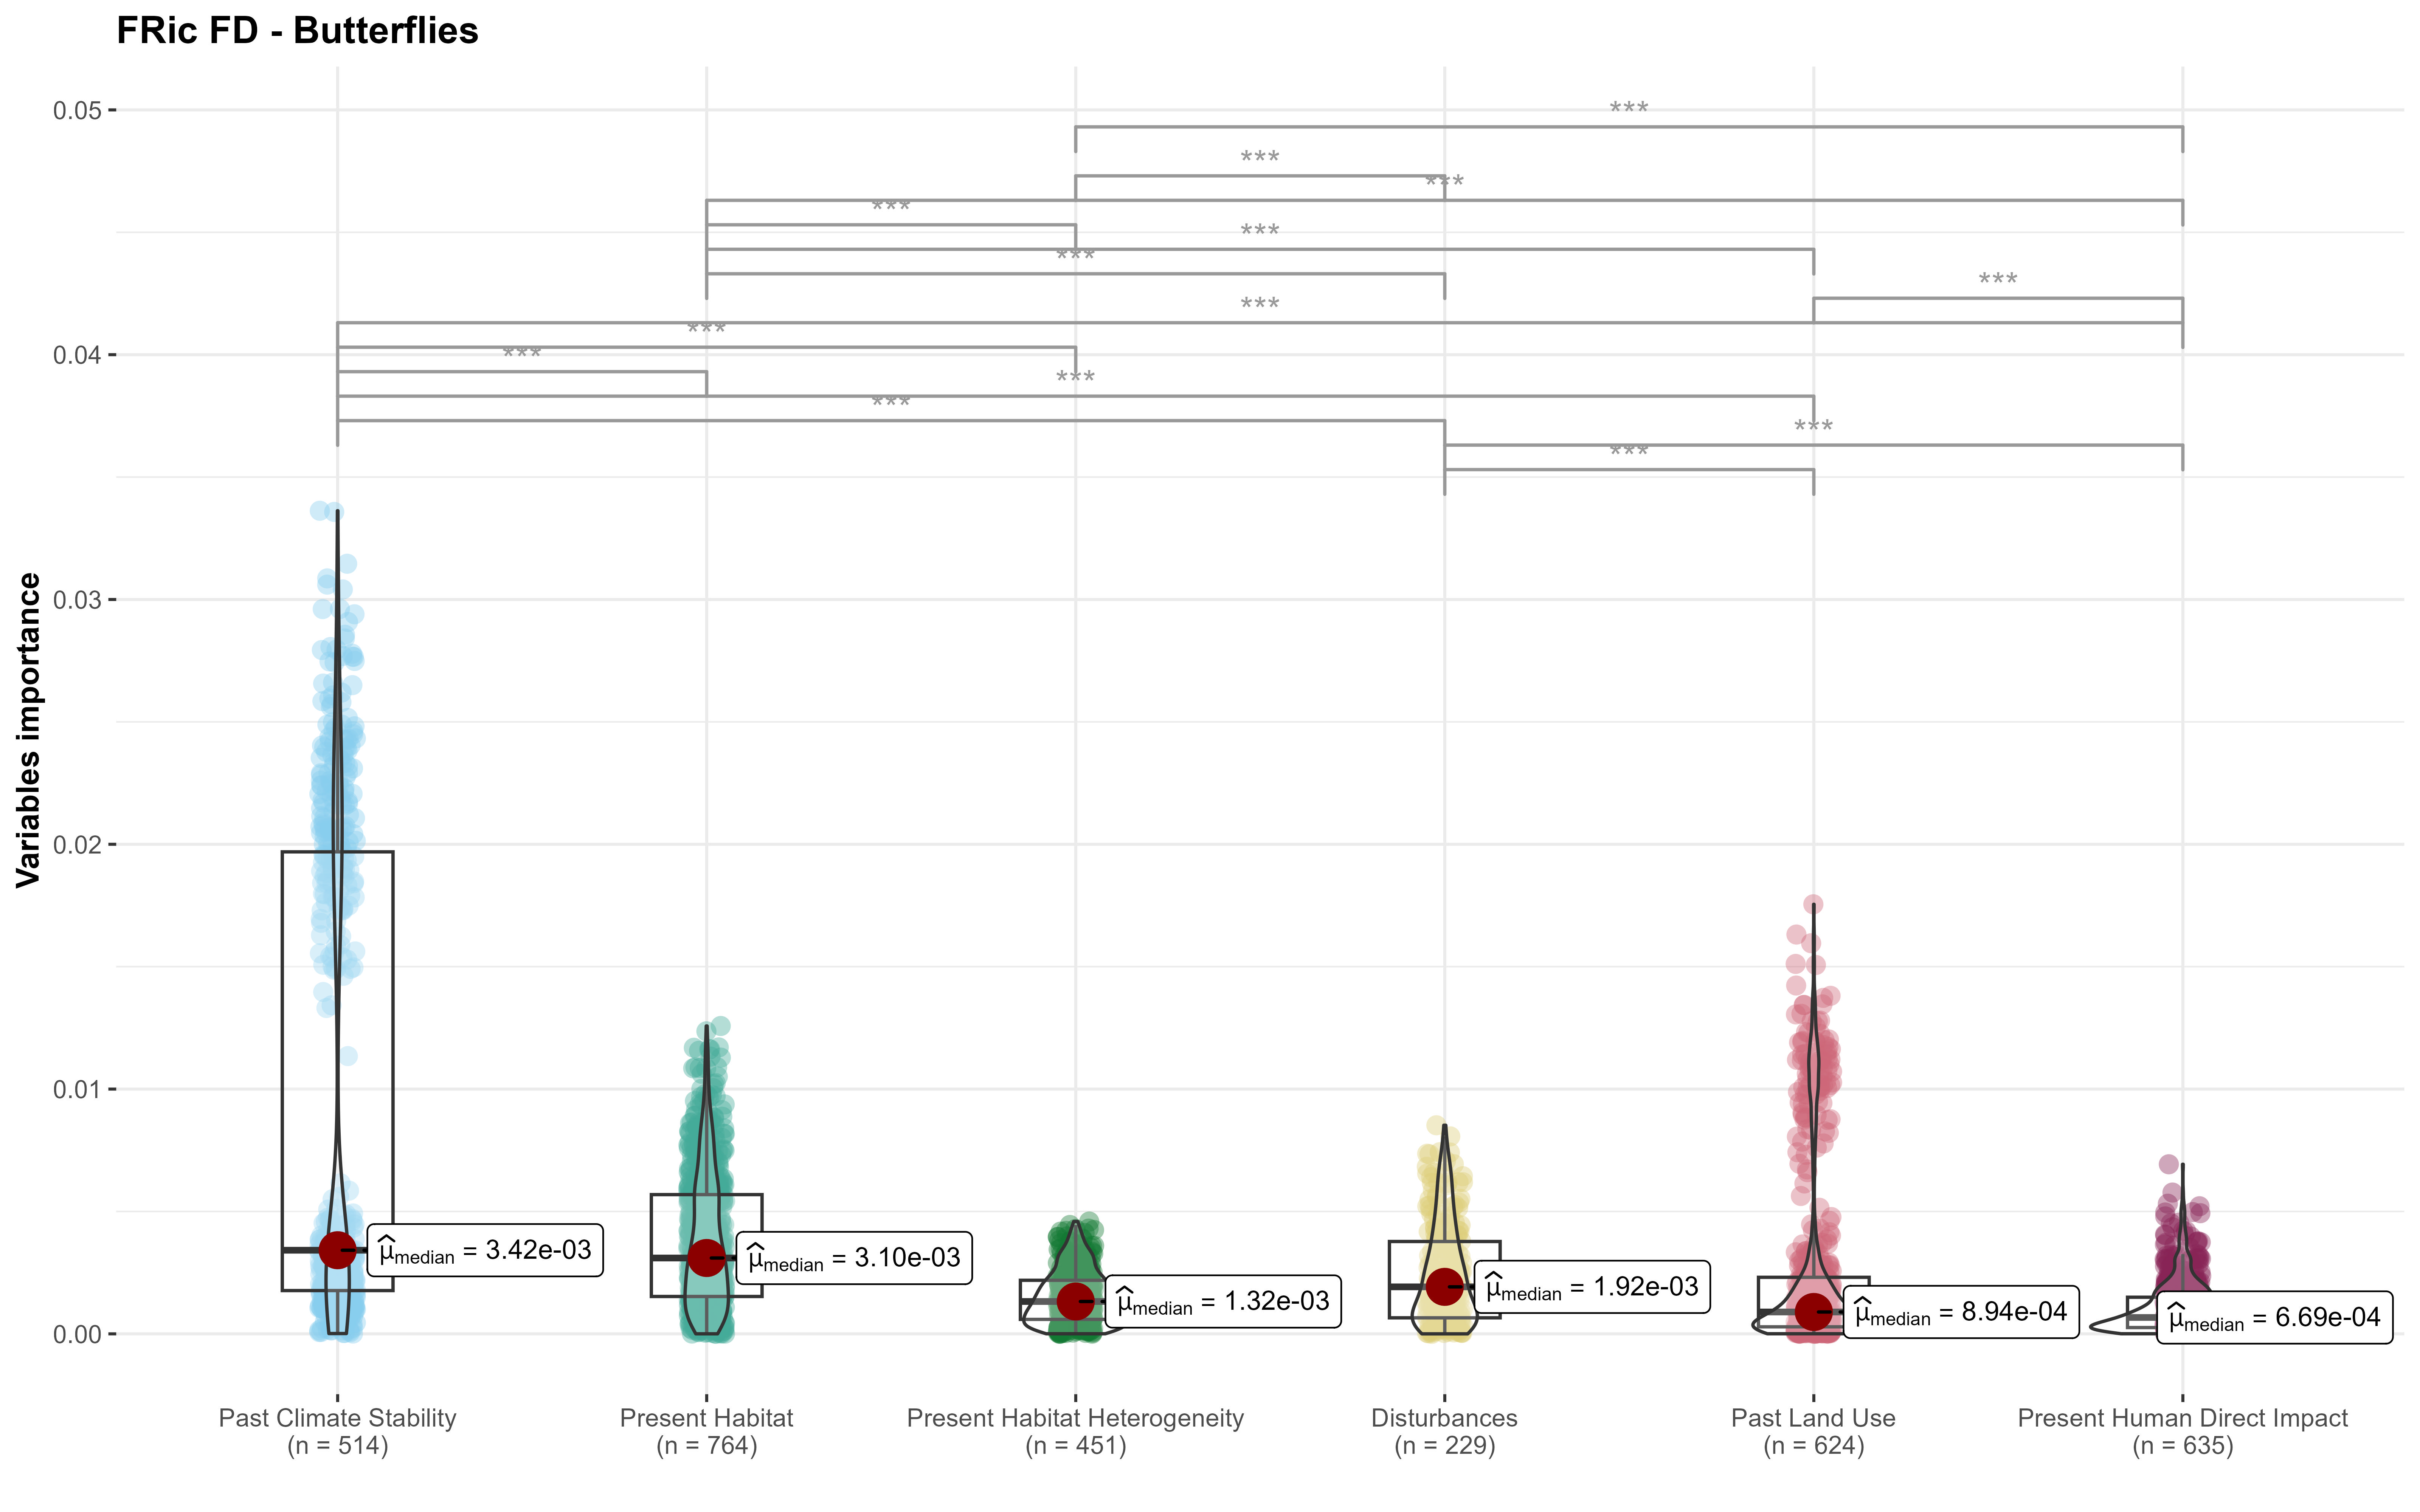 FRic FD - Butterflies
Variables importance
0.05
0.04
0.03
0.02
0.01
0.00
***
***
***
***
***
***
***
***
***
***
***
***
***
***
μ̂median = 3.42e-03
μ̂median = 3.10e-03
μ̂median = 1.32e-03
μ̂median = 1.92e-03
μ̂median = 8.94e-04
μ̂median = 6.69e-04
Past Climate Stability
(n = 514)
Present Habitat
(n = 764)
Present Habitat Heterogeneity
(n = 451)
Disturbances
(n = 229)
Past Land Use
(n = 624)
Present Human Direct Impact
(n = 635)